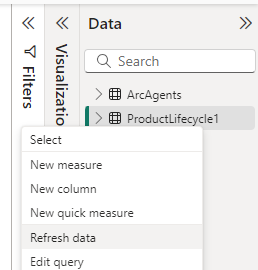 Data
Filters
Visualizatio
Search
ArcAgents
ProductLifecycle1
Select
New measure
New column
New quick measure
Refresh data
Edit query